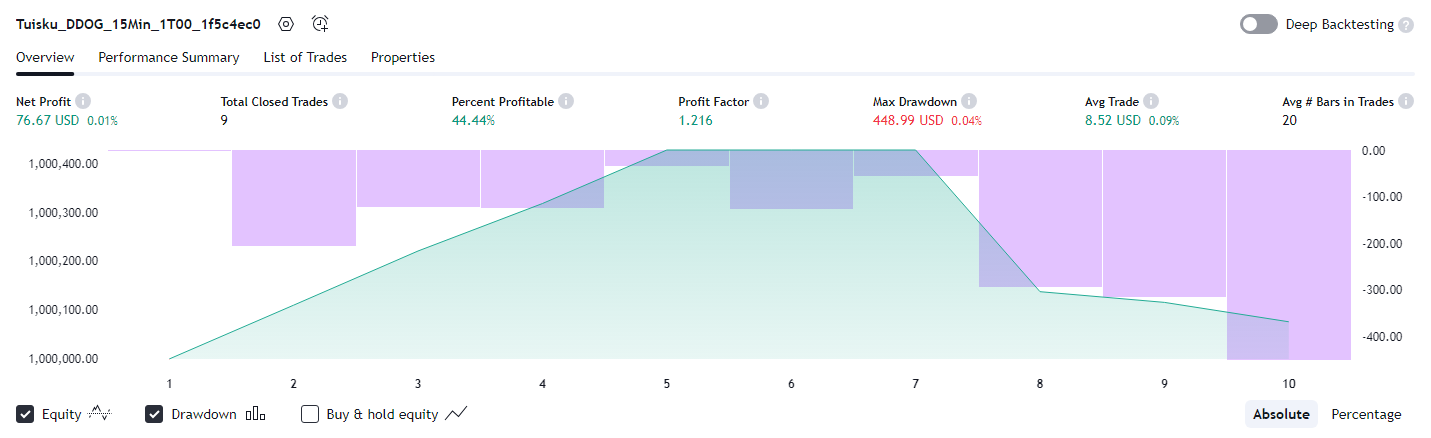 Tuisku_DDOG_15Min_1T00_1f5c4ec0 Deep Backtesting ?
Overview Performance Summary List of Trades Properties
Net Profit i Total Closed Trades i Percent Profitable i Profit Factor i Max Drawdown i Avg Trade i Avg # Bars in Trades i
76.67 USD 0.01% 9 44.44% 1.216 448.99 USD 0.04% 8.52 USD 0.09% 20
1,000,400.00 0.00
1,000,300.00 -100.00
1,000,200.00 -200.00
1,000,100.00 -300.00
1,000,000.00 -400.00
1 2 3 4 5 6 7 8 9 10
Equity Drawdown Buy & hold equity Absolute Percentage